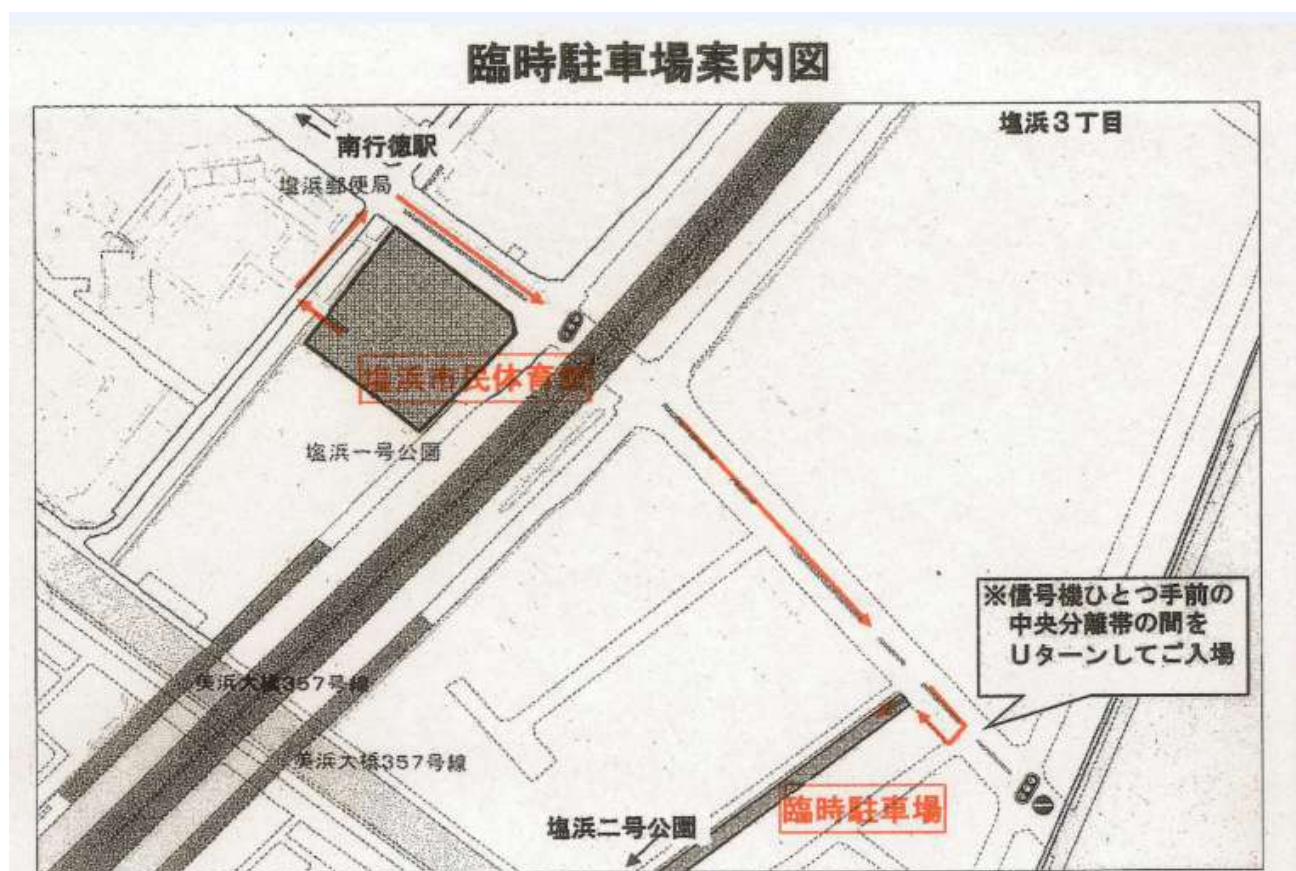 臨時駐車場案内図
塩浜3丁目
南行徳駅
塩浜郵便局
塩浜市民体育館
塩浜一号公園
※信号機ひとつ手前の
中央分離帯の間を
Uターンしてご入場
美浜大橋357号線
美浜大橋357号線
臨時駐車場
塩浜二号公園